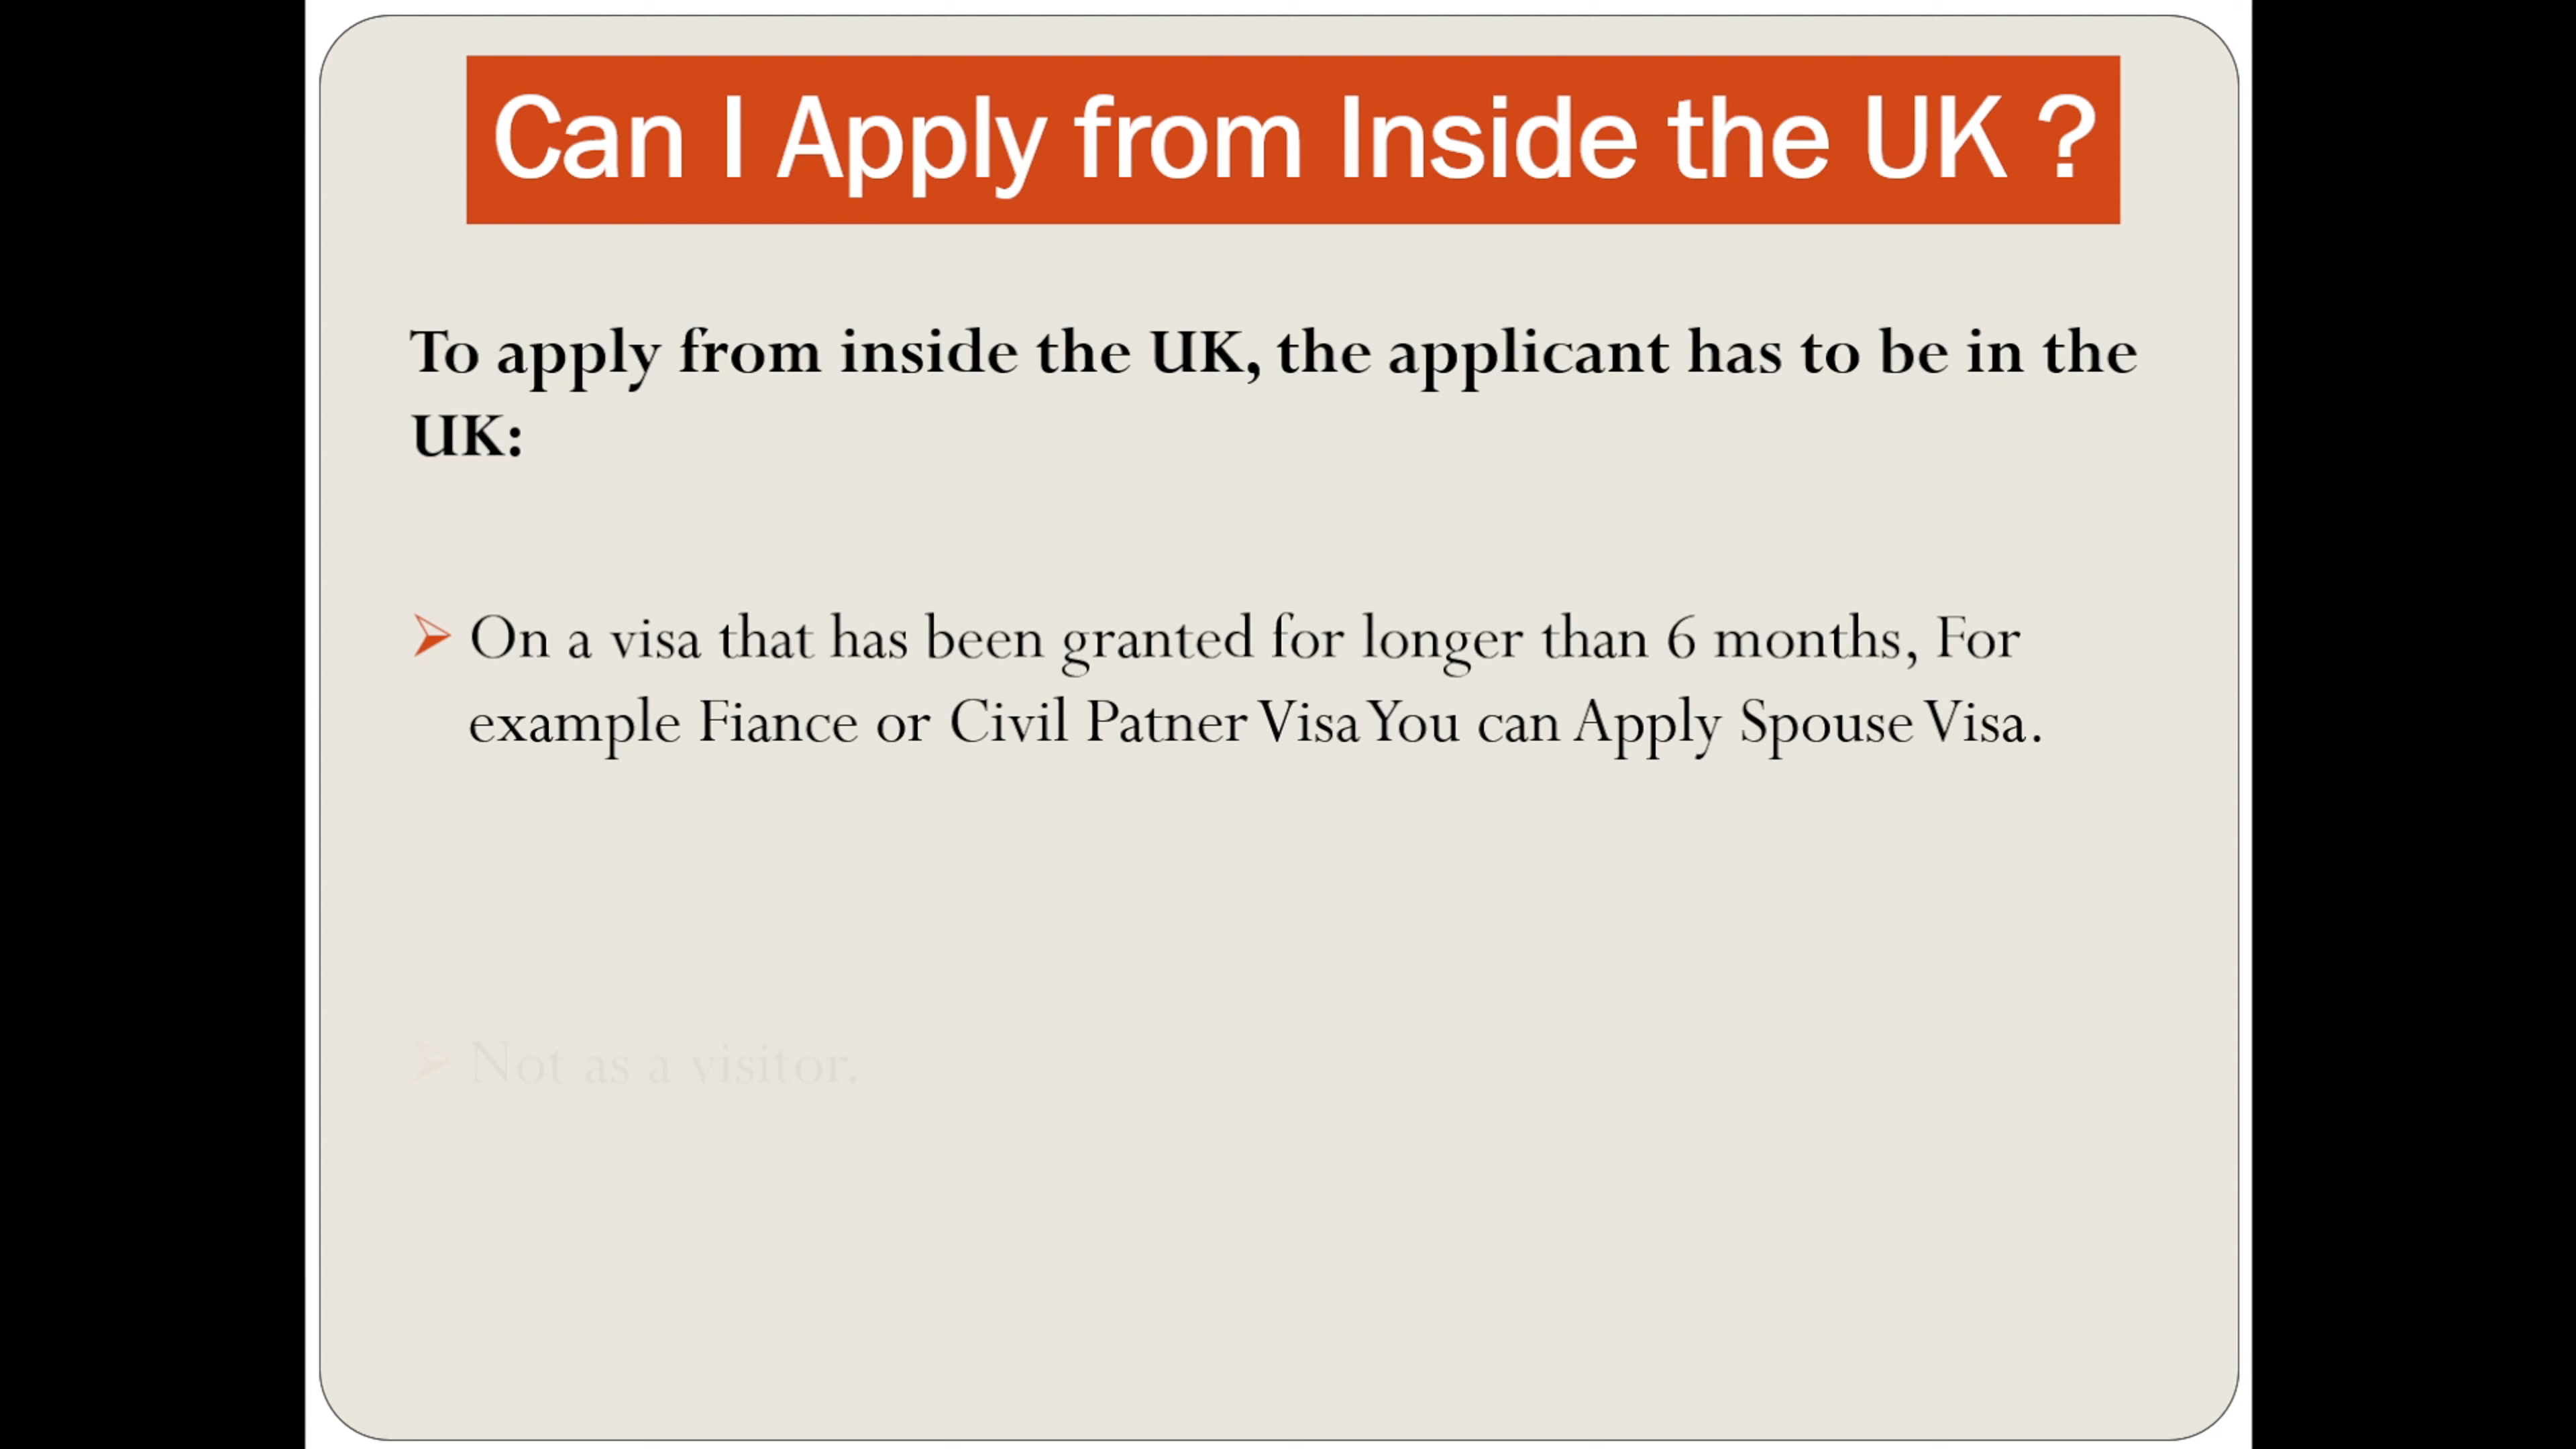 Can I Apply from Inside the UK ?
To apply from inside the UK, the applicant has to be in the
UK:
On a visa that has been granted for longer than 6 months, For
example Fiance or Civil Patner Visa You can Apply Spouse Visa.
Not as a visitor.